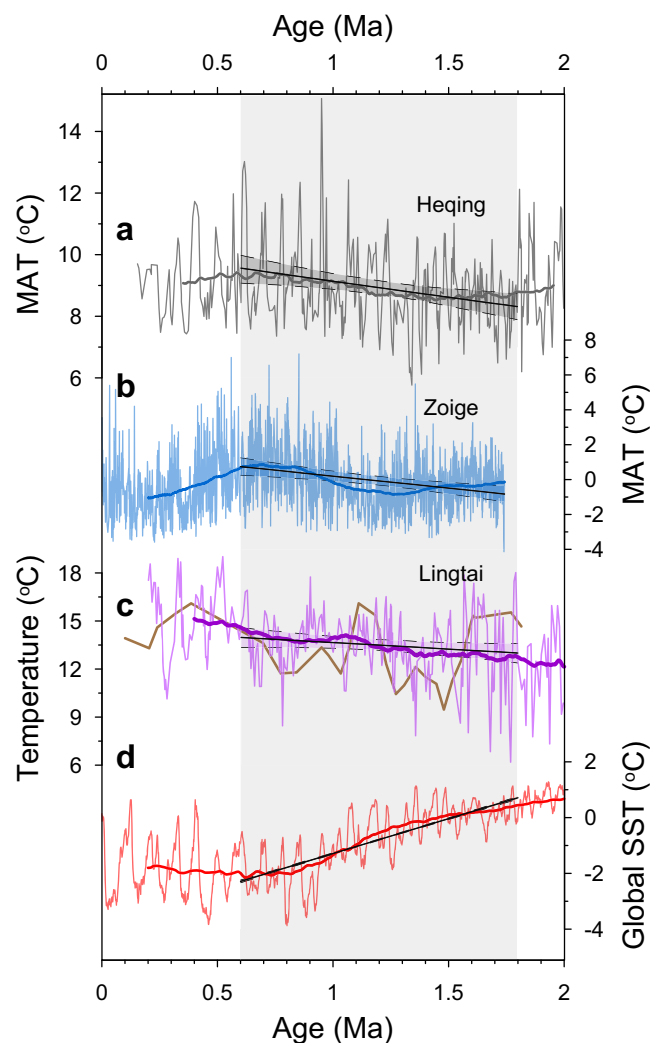 Age (Ma)
0 0.5 1 1.5 2
14
12
10
8
6
MAT (°C)
a
Heqing
8
6
4
2
0
-2
-4
MAT (°C)
b
Zoige
18
15
12
9
6
Temperature (°C)
c
Lingtai
2
0
-2
-4
Global SST (°C)
d
0 0.5 1 1.5 2
Age (Ma)